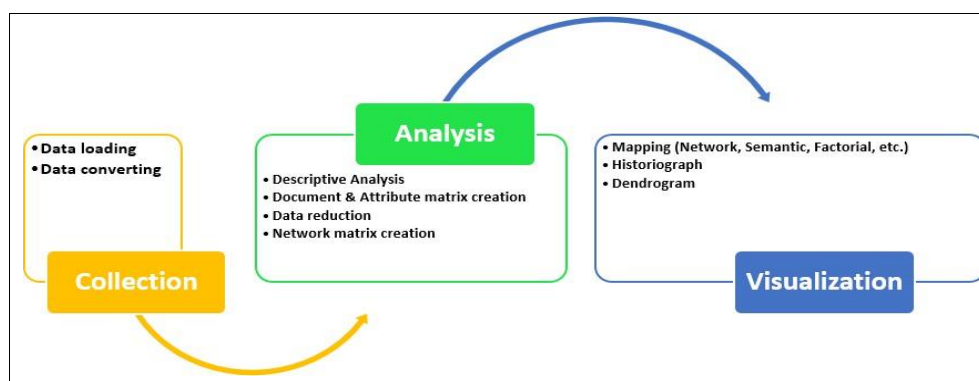 • Data loading
• Data converting
Collection
Analysis
• Descriptive Analysis
• Document & Attribute matrix creation
• Data reduction
• Network matrix creation
• Mapping (Network, Semantic, Factorial, etc.)
• Historiograph
• Dendrogram
Visualization